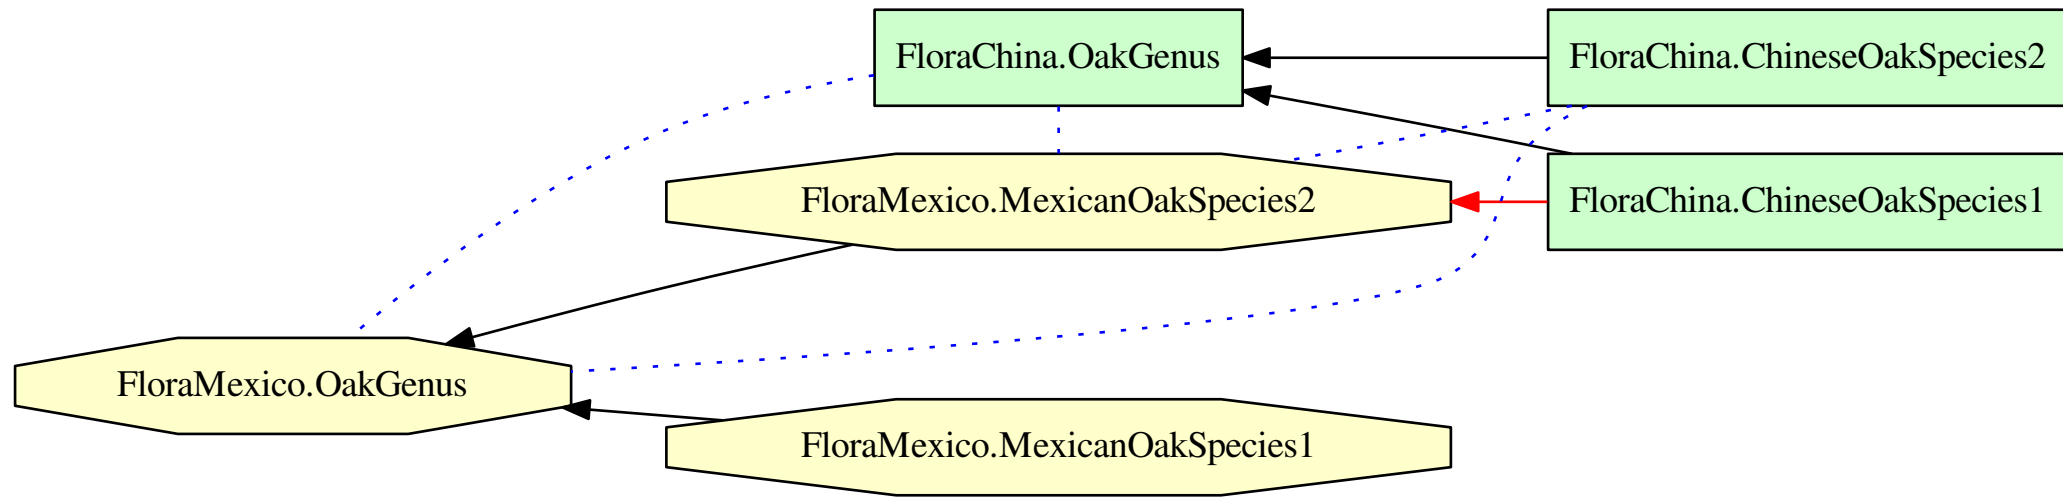 FloraChina.OakGenus
FloraChina.ChineseOakSpecies2
FloraMexico.MexicanOakSpecies2
FloraChina.ChineseOakSpecies1
FloraMexico.OakGenus
FloraMexico.MexicanOakSpecies1